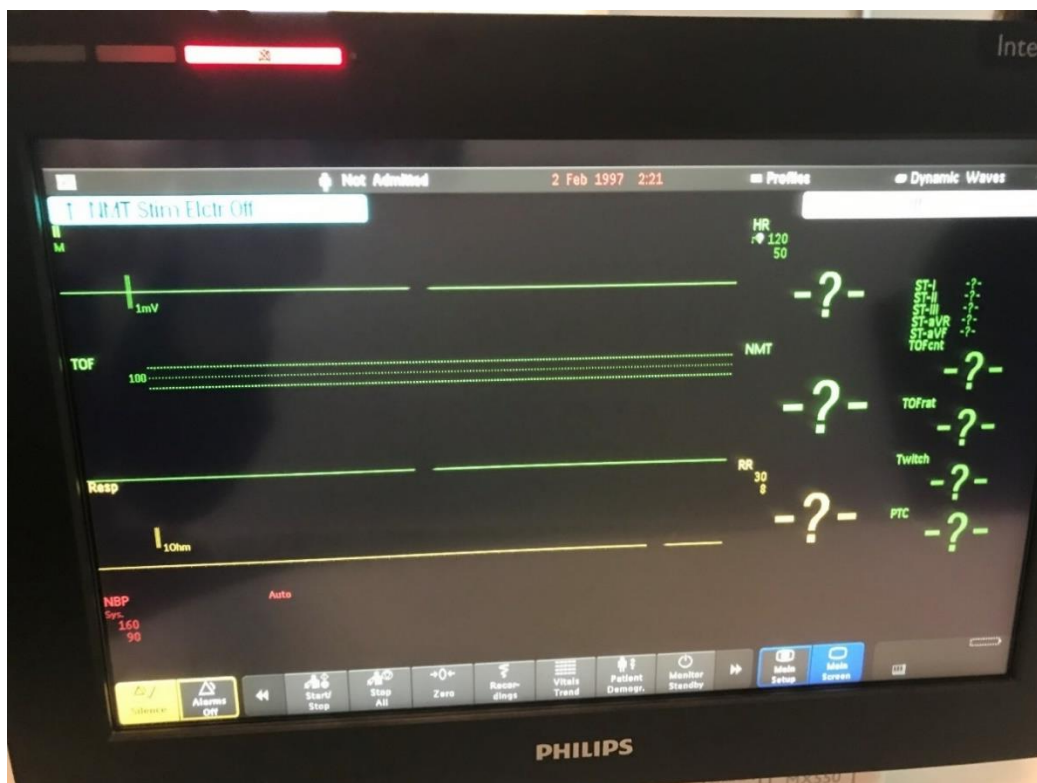 Inte
Not Admitted
2 Feb 1997 2:21
Profiles
Dynamic Waves
NMT Stim Elctr Off
II
M
HR
120
50
-?-
1mV
ST-I -?-
ST-II -?-
ST-III -?-
ST-aVR -?-
ST-aVF -?-
TOFcnt
-?-
TOF
100
NMT
-?-
TOFrat
-?-
Twitch
-?-
Resp
RR
30
8
-?-
PTC
-?-
1Ohm
NBP
Auto
Sys.
160
90
Silence
Alarms
Off
Start/
Stop
Stop
All
Zero
Recor-
dings
Vitals
Trend
Patient
Demogr.
Monitor
Standby
Main
Setup
Main
Screen
PHILIPS